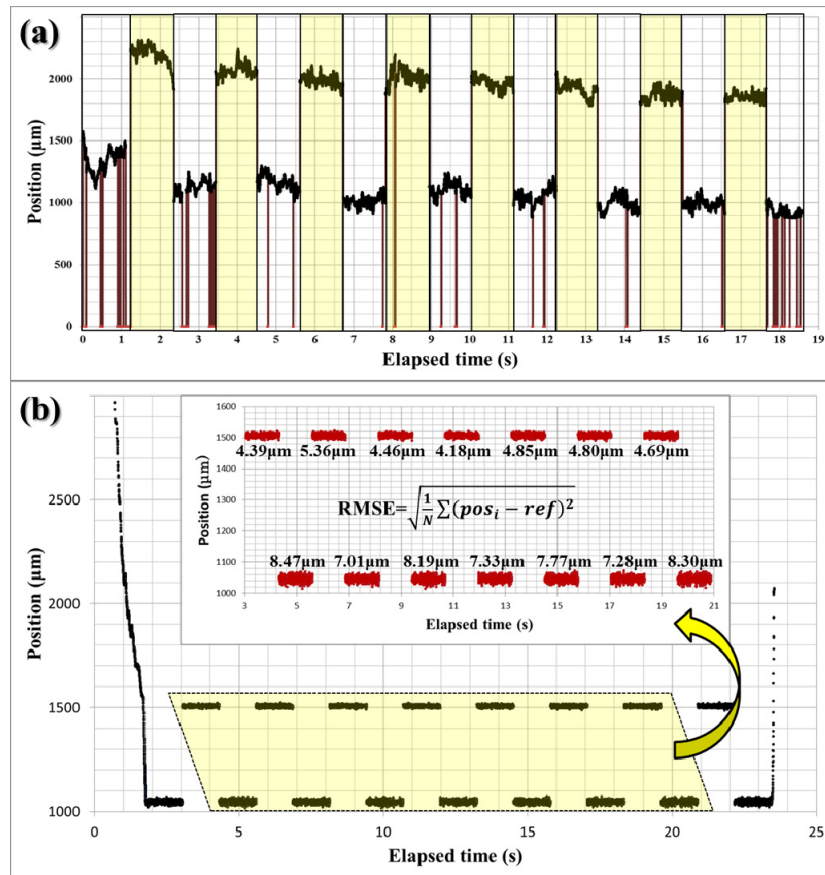 (a)
Position (μm)
2000
1500
1000
500
0
0 1 2 3 4 5 6 7 8 9 10 11 12 13 14 15 16 17 18 19
Elapsed time (s)
(b)
Position (μm)
2500
2000
1500
1000
0 5 10 15 20 25
Elapsed time (s)
Position (μm)
1600
1500
1400
1300
1200
1100
1000
4.39μm 5.36μm 4.46μm 4.18μm 4.85μm 4.80μm 4.69μm
RMSE=√(1/N ∑(pos_i − ref)²)
8.47μm 7.01μm 8.19μm 7.33μm 7.77μm 7.28μm 8.30μm
3 5 7 9 11 13 15 17 19 21
Elapsed time (s)